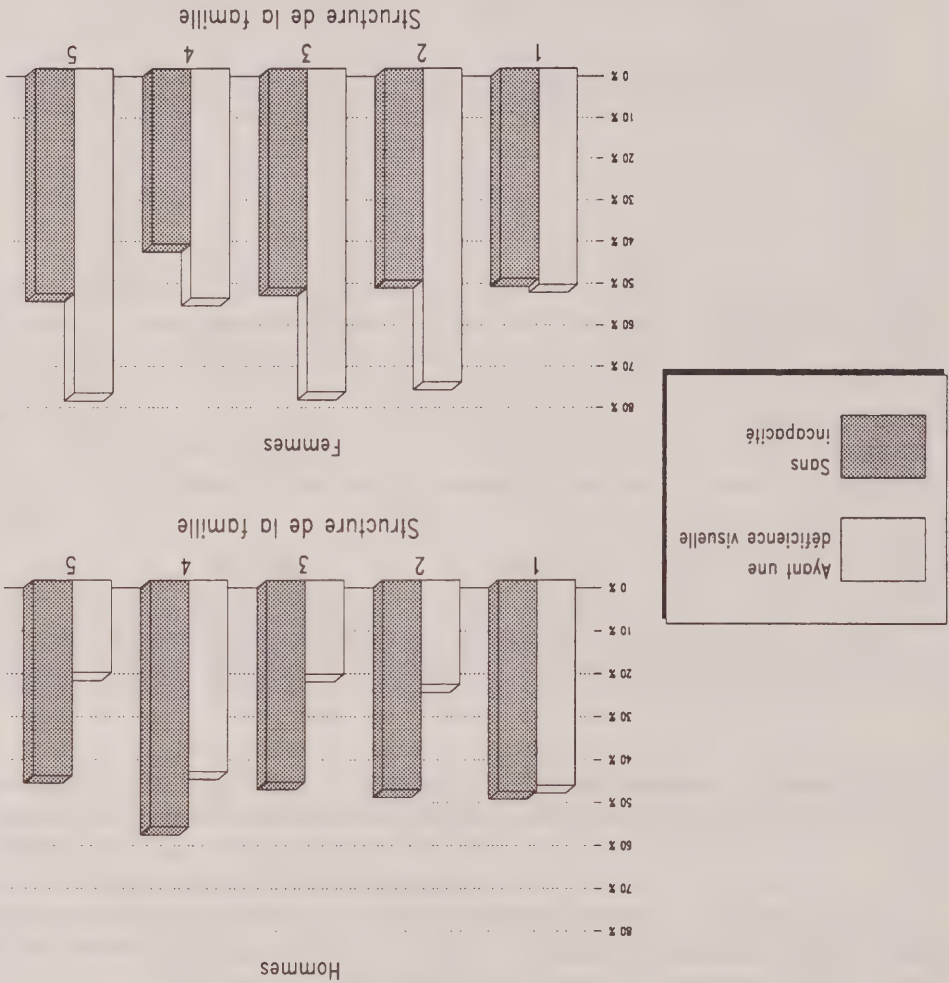 Hommes
80 %
70 %
60 %
50 %
40 %
30 %
20 %
10 %
0 %
1 2 3 4 5
Structure de la famille
Ayant une
déficience visuelle
Sans
incapacité
Femmes
80 %
70 %
60 %
50 %
40 %
30 %
20 %
10 %
0 %
1 2 3 4 5
Structure de la famille